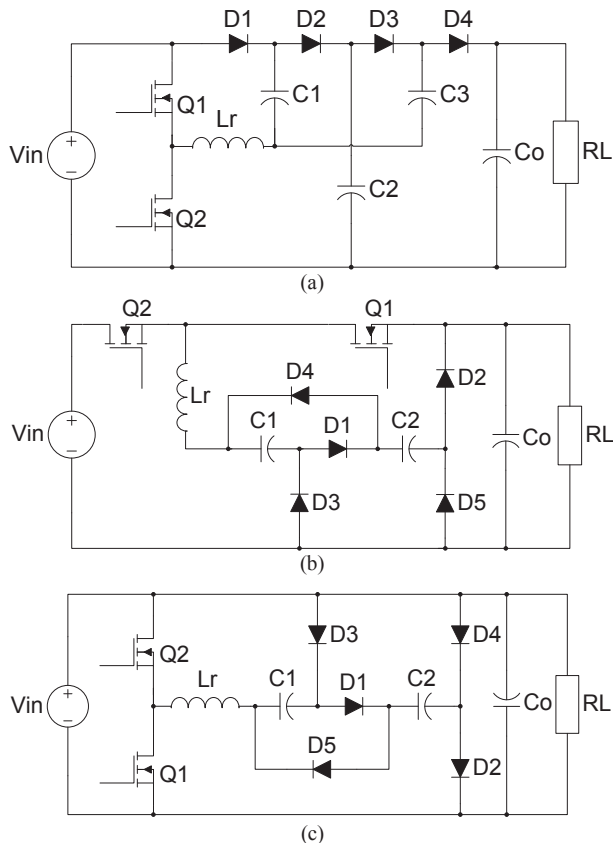 D1 D2 D3 D4
Q1
C1
C3
Lr
Vin
Co
RL
C2
Q2
(a)
Q2
Q1
D4
D2
Lr
Vin
C1
D1
C2
Co
RL
D3
D5
(b)
Q2
D3
D4
Lr
C1
D1
C2
Vin
Co
RL
D5
Q1
D2
(c)